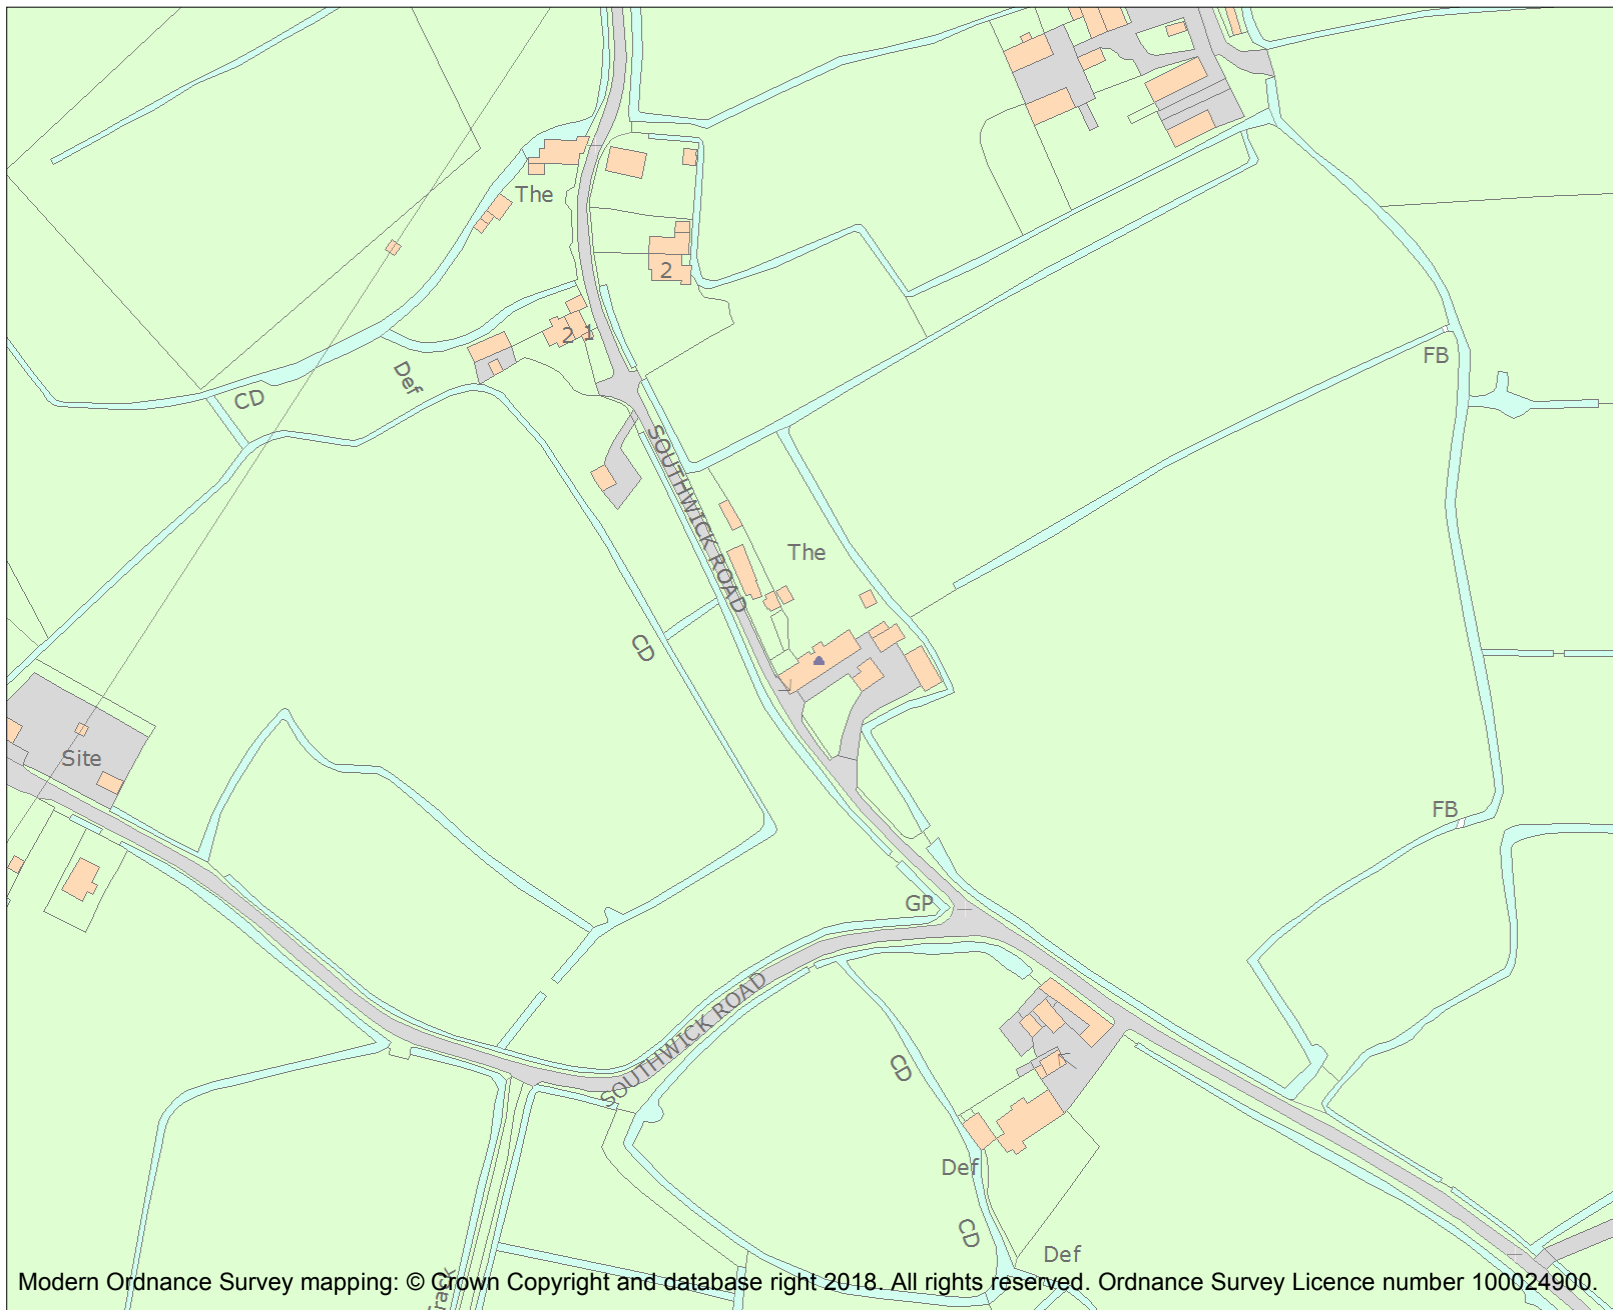 The
2
2 1
FB
Def
CD
SOUTHWICK ROAD
The
CD
Site
FB
GP
SOUTHWICK ROAD
CD
Def
CD
Def
Track
Modern Ordnance Survey mapping: © Crown Copyright and database right 2018. All rights reserved. Ordnance Survey Licence number 100024900.